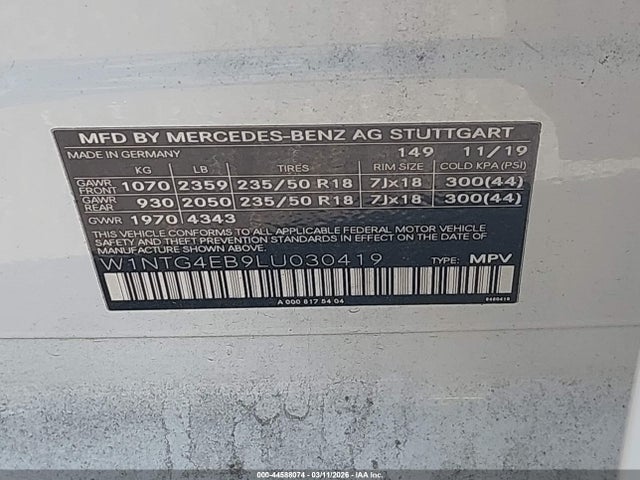 MFD BY MERCEDES-BENZ AG STUTTGART
MADE IN GERMANY 149 11/19
KG LB TIRES RIM SIZE COLD KPA (PSI)
GAWR FRONT 1070 2359 235/50 R18 7Jx18 300(44)
GAWR REAR 930 2050 235/50 R18 7Jx18 300(44)
GVWR 1970 4343
THIS VEHICLE CONFORMS TO ALL APPLICABLE FEDERAL MOTOR VEHICLE
SAFETY BUMPER, AND THEFT PREVENTION STANDARDS IN
EFFECT ON THE DATE OF MANUFACTURE SHOWN ABOVE.
W1NTG4EB9LU030419 TYPE: MPV
A 000 817 54 04
000-44588074 / 03/11/2026 - IAA Inc.